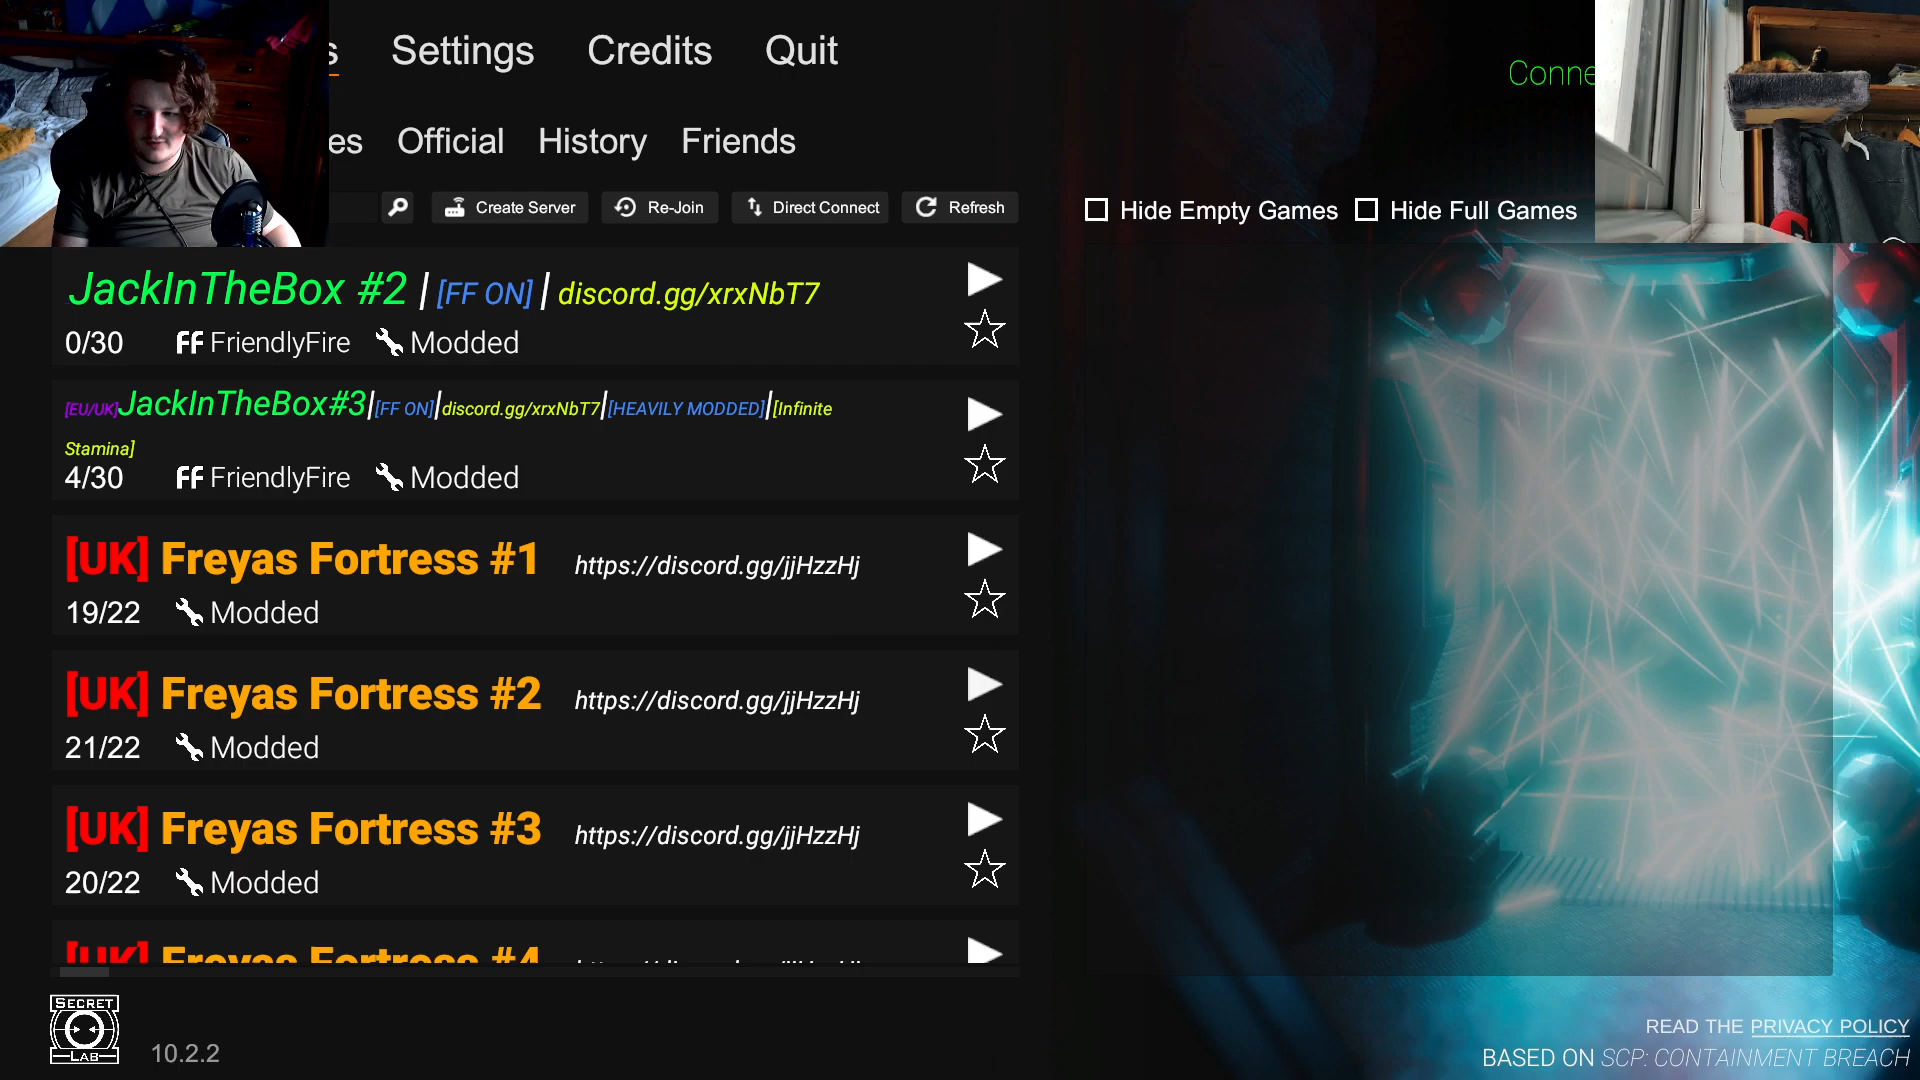 Settings Credits Quit
Conne
es Official History Friends
Create Server Re-Join Direct Connect Refresh
Hide Empty Games Hide Full Games
JackInTheBox #2 | [FF ON] | discord.gg/xrxNbT7
0/30 FF FriendlyFire Modded
[EU/UK]JackInTheBox#3|[FF ON]|discord.gg/xrxNbT7|[HEAVILY MODDED]|[Infinite
Stamina]
4/30 FF FriendlyFire Modded
[UK] Freyas Fortress #1 https://discord.gg/jjHzzHj
19/22 Modded
[UK] Freyas Fortress #2 https://discord.gg/jjHzzHj
21/22 Modded
[UK] Freyas Fortress #3 https://discord.gg/jjHzzHj
20/22 Modded
[UK] Freyas Fortress #4
SECRET
LAB
10.2.2
READ THE PRIVACY POLICY
BASED ON SCP: CONTAINMENT BREACH